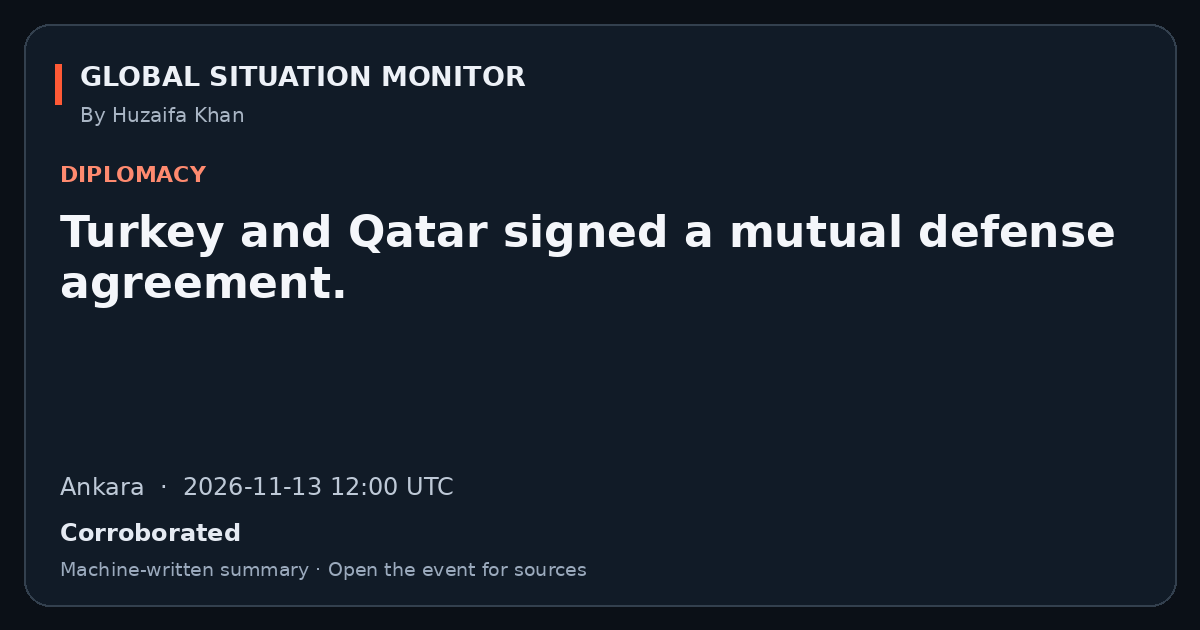 GLOBAL SITUATION MONITOR
By Huzaifa Khan
DIPLOMACY
Turkey and Qatar signed a mutual defense
agreement.
Ankara · 2026-11-13 12:00 UTC
Corroborated
Machine-written summary · Open the event for sources